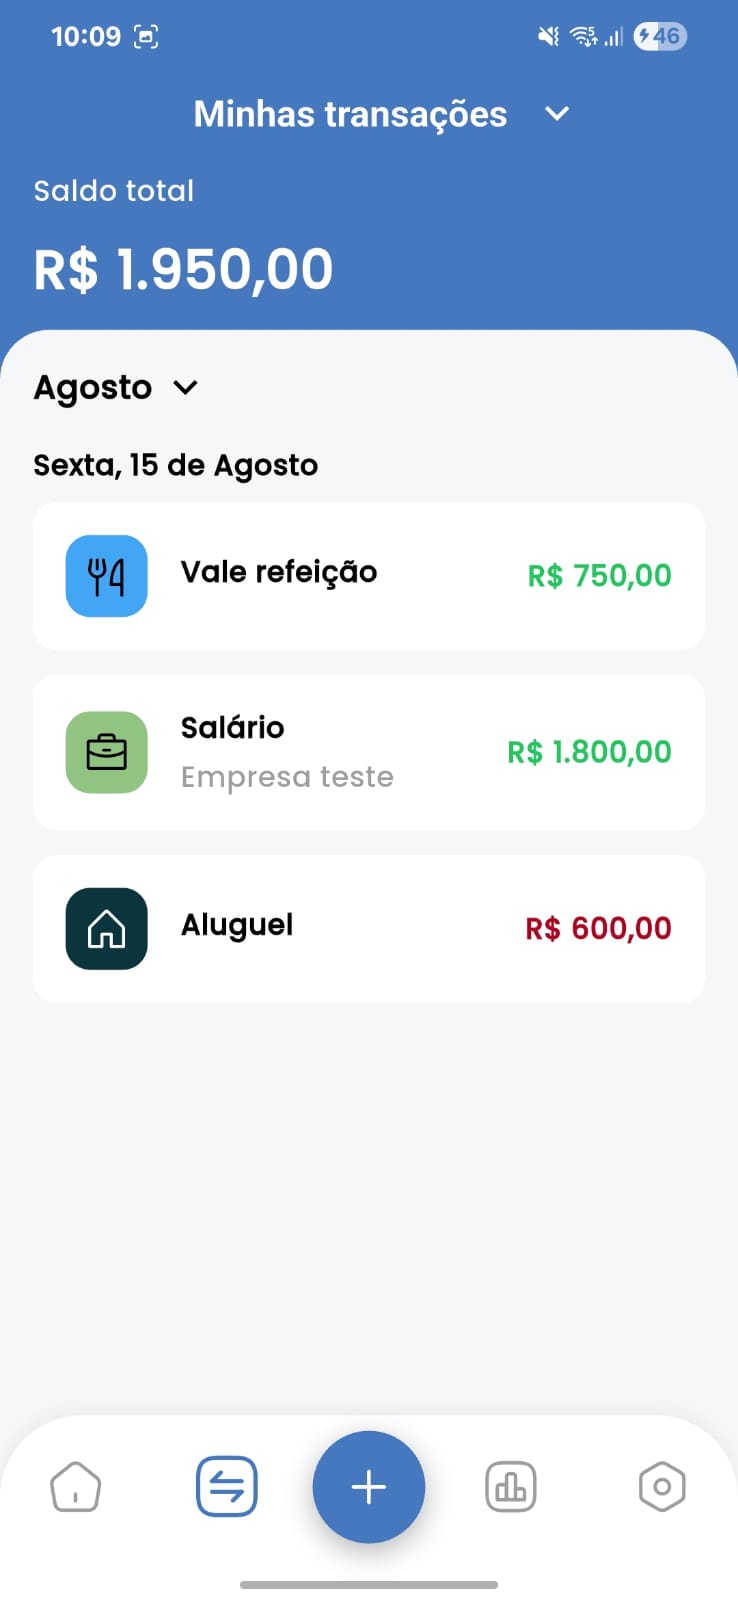 10:09
46
Minhas transações
Saldo total
R$ 1.950,00
Agosto
Sexta, 15 de Agosto
Vale refeição
R$ 750,00
Salário
Empresa teste
R$ 1.800,00
Aluguel
R$ 600,00